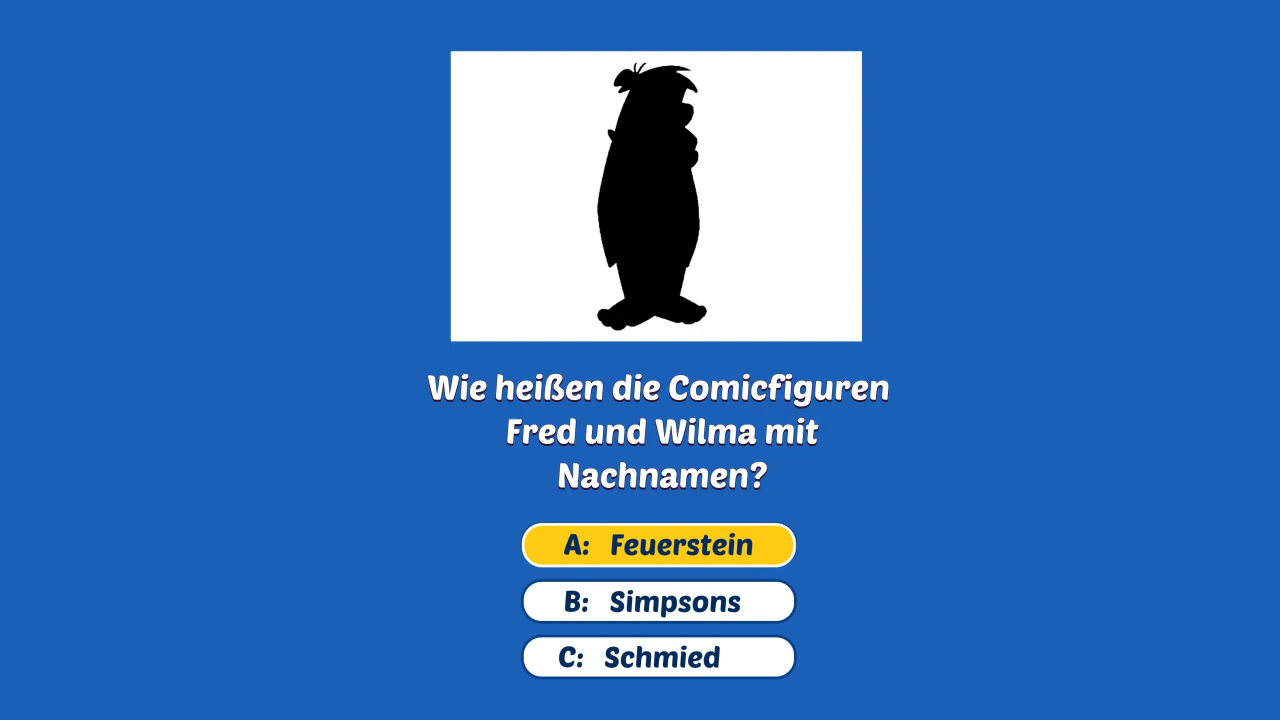 Wie heißen die Comicfiguren
Fred und Wilma mit
Nachnamen?
A: Feuerstein
B: Simpsons
C: Schmied